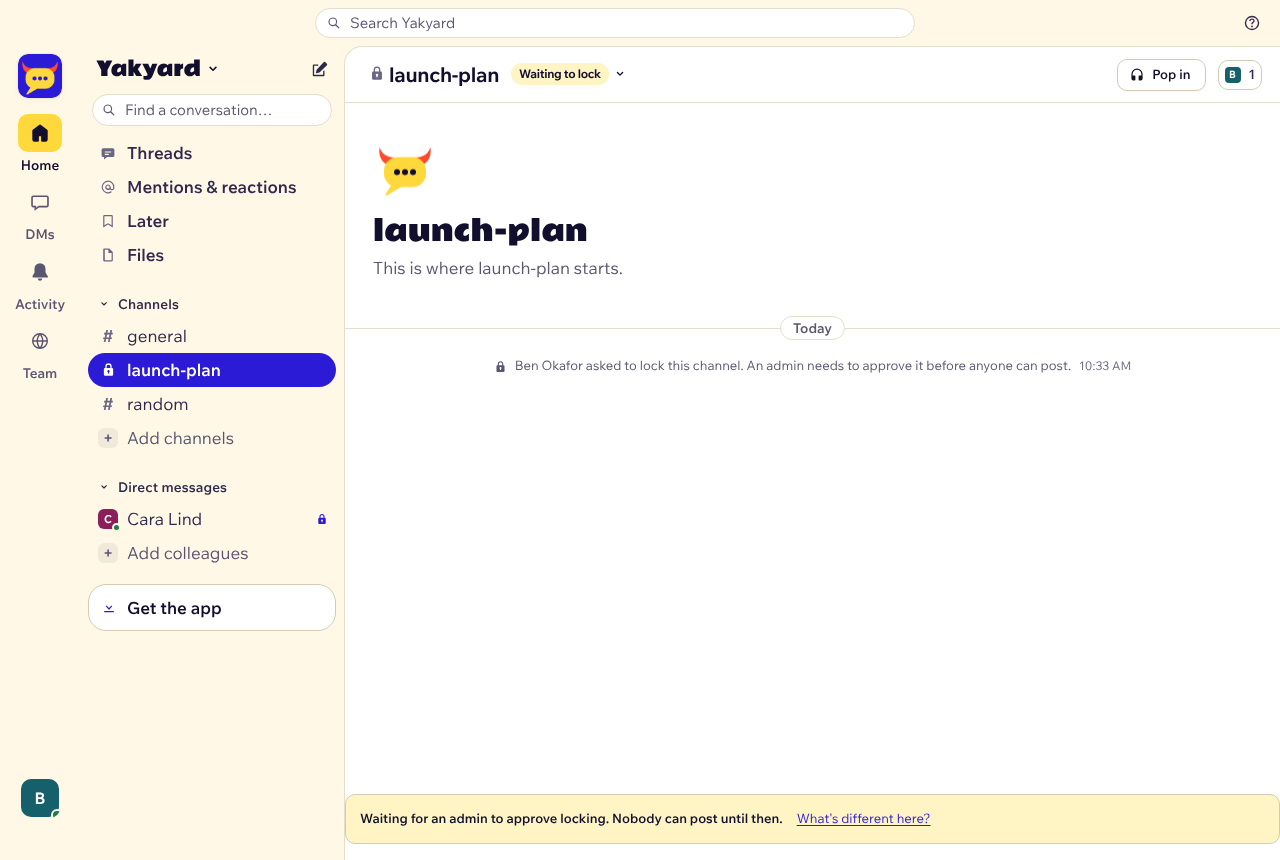 Search Yakyard
Yakyard
Find a conversation…
Home
DMs
Activity
Team
Threads
Mentions & reactions
Later
Files
Channels
# general
launch-plan
# random
+ Add channels
Direct messages
C Cara Lind
+ Add colleagues
Get the app
B
launch-plan Waiting to lock
Pop in
B 1
launch-plan
This is where launch-plan starts.
Today
Ben Okafor asked to lock this channel. An admin needs to approve it before anyone can post. 10:33 AM
Waiting for an admin to approve locking. Nobody can post until then. What's different here?